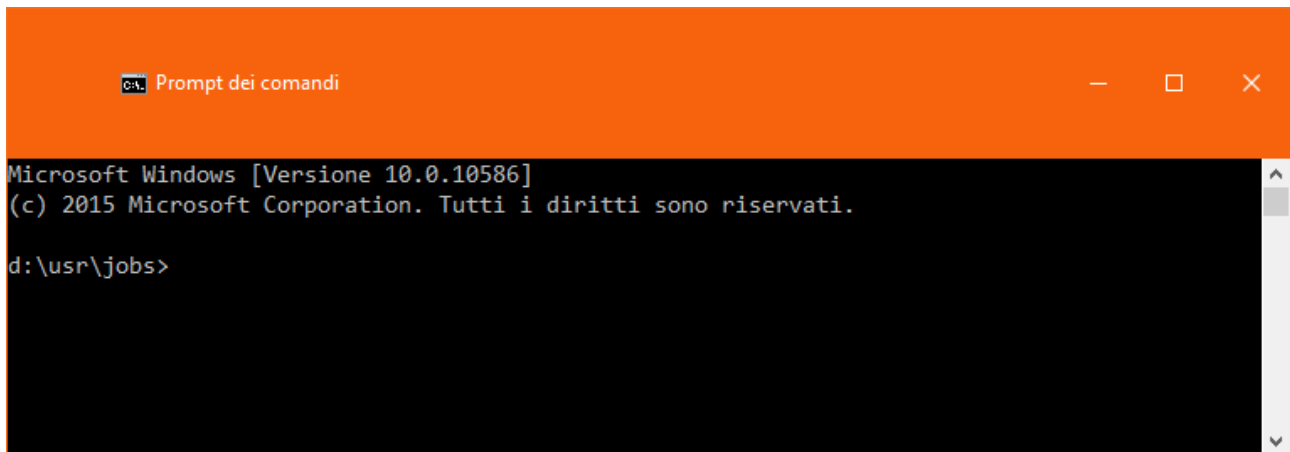 Prompt dei comandi
Microsoft Windows [Versione 10.0.10586]
(c) 2015 Microsoft Corporation. Tutti i diritti sono riservati.
d:\usr\jobs>